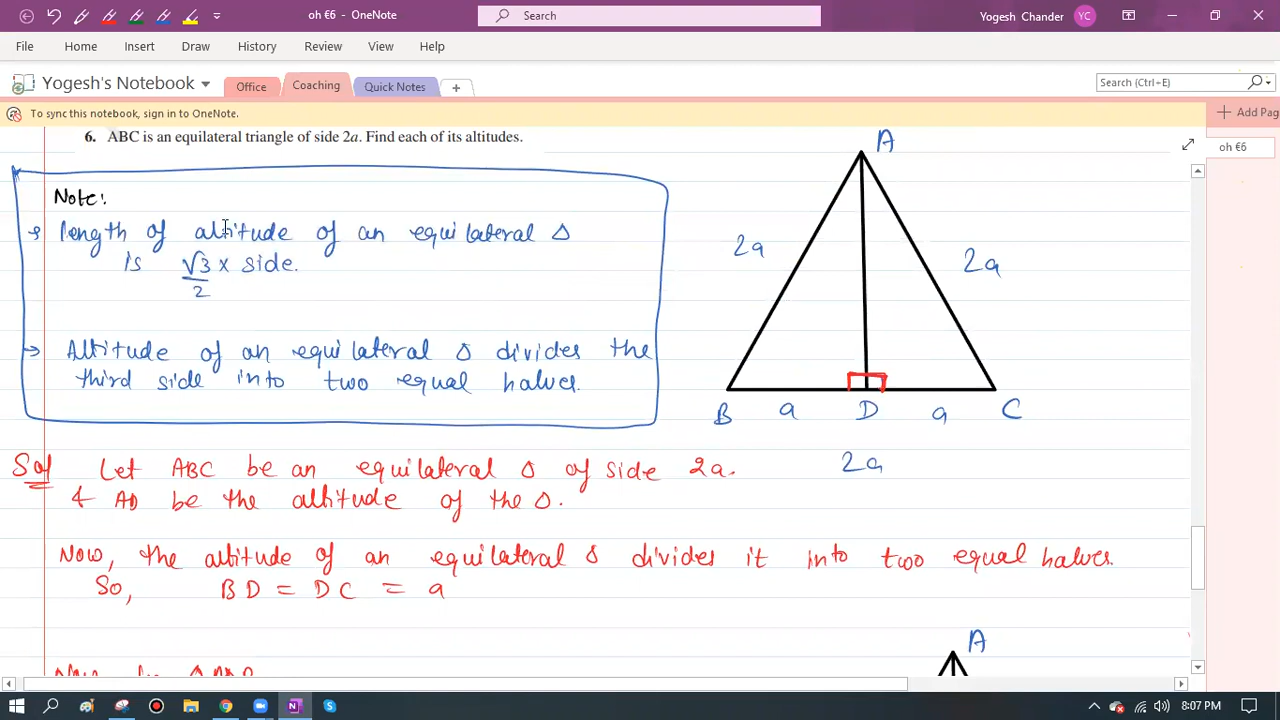 oh €6 - OneNote
Search
Yogesh Chander
YC
File Home Insert Draw History Review View Help
Yogesh's Notebook
Office
Coaching
Quick Notes
Search (Ctrl+E)
To sync this notebook, sign in to OneNote.
Add Pag
oh €6
6. ABC is an equilateral triangle of side 2a. Find each of its altitudes.
Note:
length of altitude of an equilateral Δ
is √3/2 x side.
→ Altitude of an equilateral Δ divides the
third side into two equal halves.
A
2a
2a
B a D a C
2a
Sol Let ABC be an equilateral Δ of side 2a.
& AD be the altitude of the Δ.
Now, the altitude of an equilateral Δ divides it into two equal halves.
So, BD = DC = a
A
8:07 PM